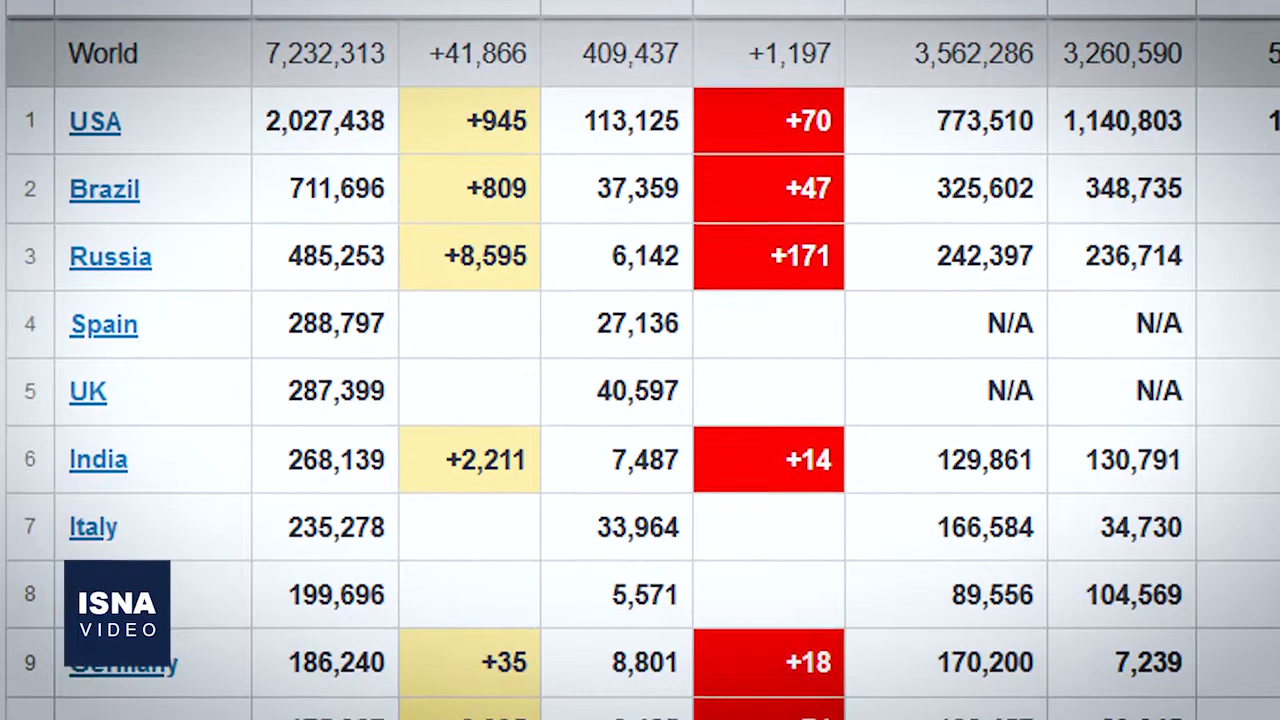 World 7,232,313 +41,866 409,437 +1,197 3,562,286 3,260,590 5
1 USA 2,027,438 +945 113,125 +70 773,510 1,140,803 1
2 Brazil 711,696 +809 37,359 +47 325,602 348,735
3 Russia 485,253 +8,595 6,142 +171 242,397 236,714
4 Spain 288,797 27,136 N/A N/A
5 UK 287,399 40,597 N/A N/A
6 India 268,139 +2,211 7,487 +14 129,861 130,791
7 Italy 235,278 33,964 166,584 34,730
8 199,696 5,571 89,556 104,569
9 Germany 186,240 +35 8,801 +18 170,200 7,239
ISNA
VIDEO